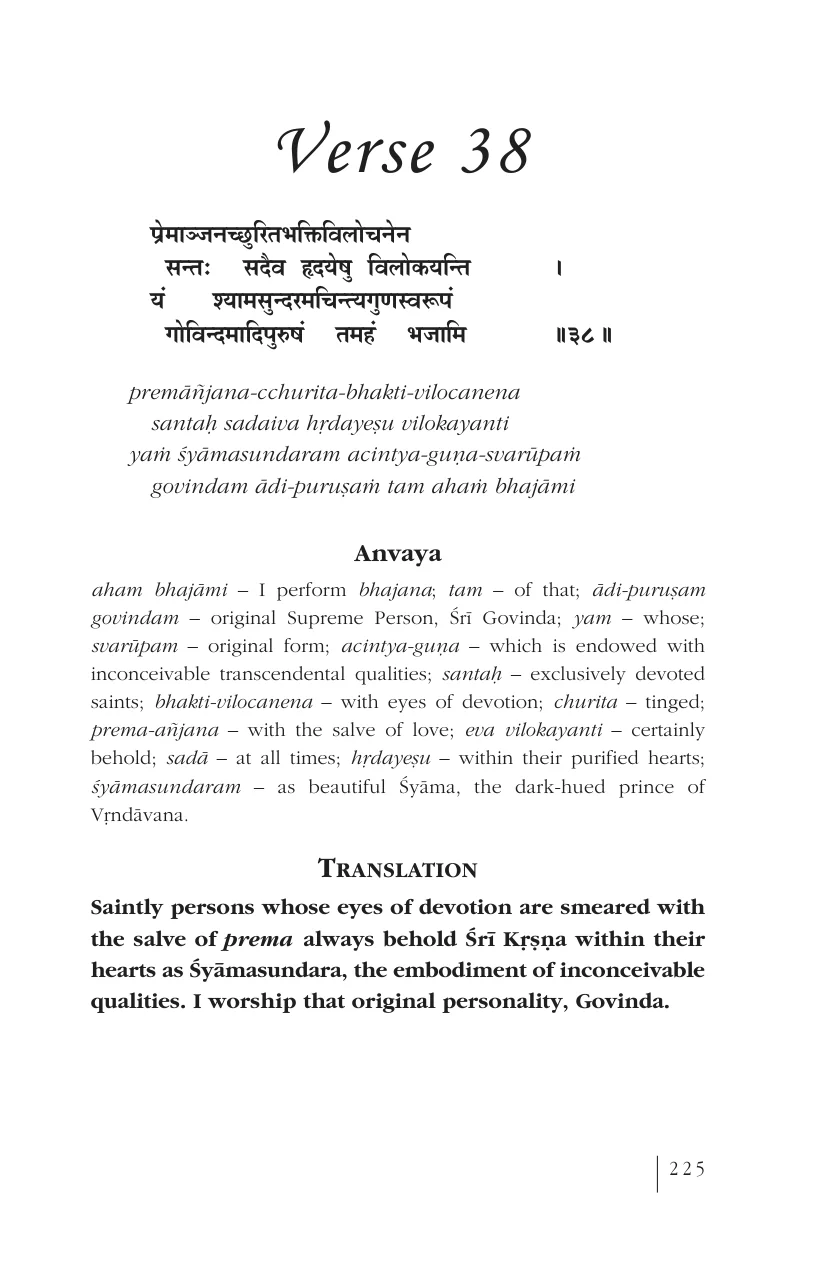 Verse 38
प्रेमाञ्जनच्छुरितभक्तिविलोचनेन
सन्तः सदैव हृदयेषु विलोकयन्ति ।
यं श्यामसुन्दरमचिन्त्यगुणस्वरूपं
गोविन्दमादिपुरुषं तमहं भजामि ॥३८॥
premāñjana-cchurita-bhakti-vilocanena
santaḥ sadaiva hṛdayeṣu vilokayanti
yaṁ śyāmasundaram acintya-guṇa-svarūpaṁ
govindam ādi-puruṣaṁ tam ahaṁ bhajāmi
Anvaya
aham bhajāmi – I perform bhajana; tam – of that; ādi-puruṣam
govindam – original Supreme Person, Śrī Govinda; yam – whose;
svarūpam – original form; acintya-guṇa – which is endowed with
inconceivable transcendental qualities; santaḥ – exclusively devoted
saints; bhakti-vilocanena – with eyes of devotion; churita – tinged;
prema-añjana – with the salve of love; eva vilokayanti – certainly
behold; sadā – at all times; hṛdayeṣu – within their purified hearts;
śyāmasundaram – as beautiful Śyāma, the dark-hued prince of
Vṛndāvana.
TRANSLATION
Saintly persons whose eyes of devotion are smeared with
the salve of prema always behold Śrī Kṛṣṇa within their
hearts as Śyāmasundara, the embodiment of inconceivable
qualities. I worship that original personality, Govinda.
225